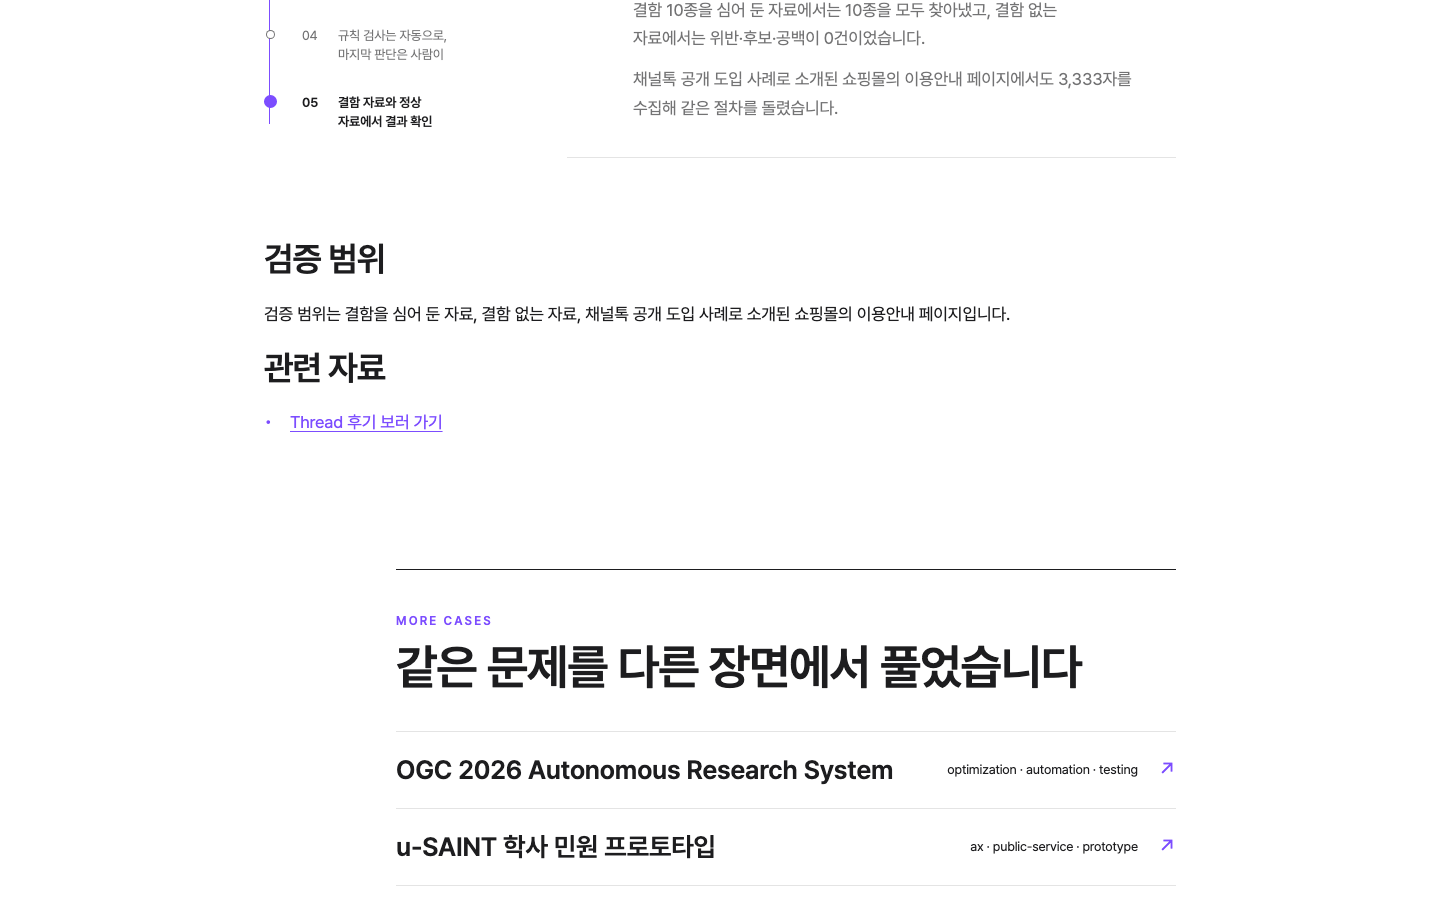 결함 10종을 심어 둔 자료에서는 10종을 모두 찾아냈고, 결함 없는
자료에서는 위반·후보·공백이 0건이었습니다.
채널톡 공개 도입 사례로 소개된 쇼핑몰의 이용안내 페이지에서도 3,333자를
수집해 같은 절차를 돌렸습니다.
04 규칙 검사는 자동으로,
마지막 판단은 사람이
05 결함 자료와 정상
자료에서 결과 확인
검증 범위
검증 범위는 결함을 심어 둔 자료, 결함 없는 자료, 채널톡 공개 도입 사례로 소개된 쇼핑몰의 이용안내 페이지입니다.
관련 자료
• Thread 후기 보러 가기
MORE CASES
같은 문제를 다른 장면에서 풀었습니다
OGC 2026 Autonomous Research System optimization · automation · testing
u-SAINT 학사 민원 프로토타입 ax · public-service · prototype